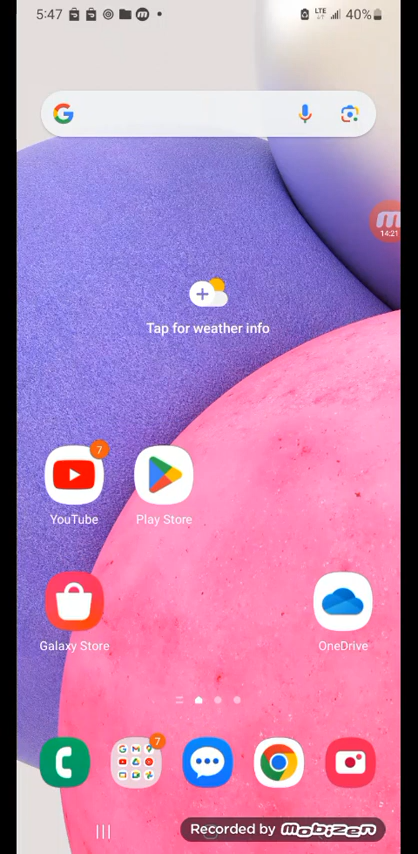 5:47
LTE
40%
14:21
Tap for weather info
7
YouTube
Play Store
Galaxy Store
OneDrive
7
Recorded by mobizen